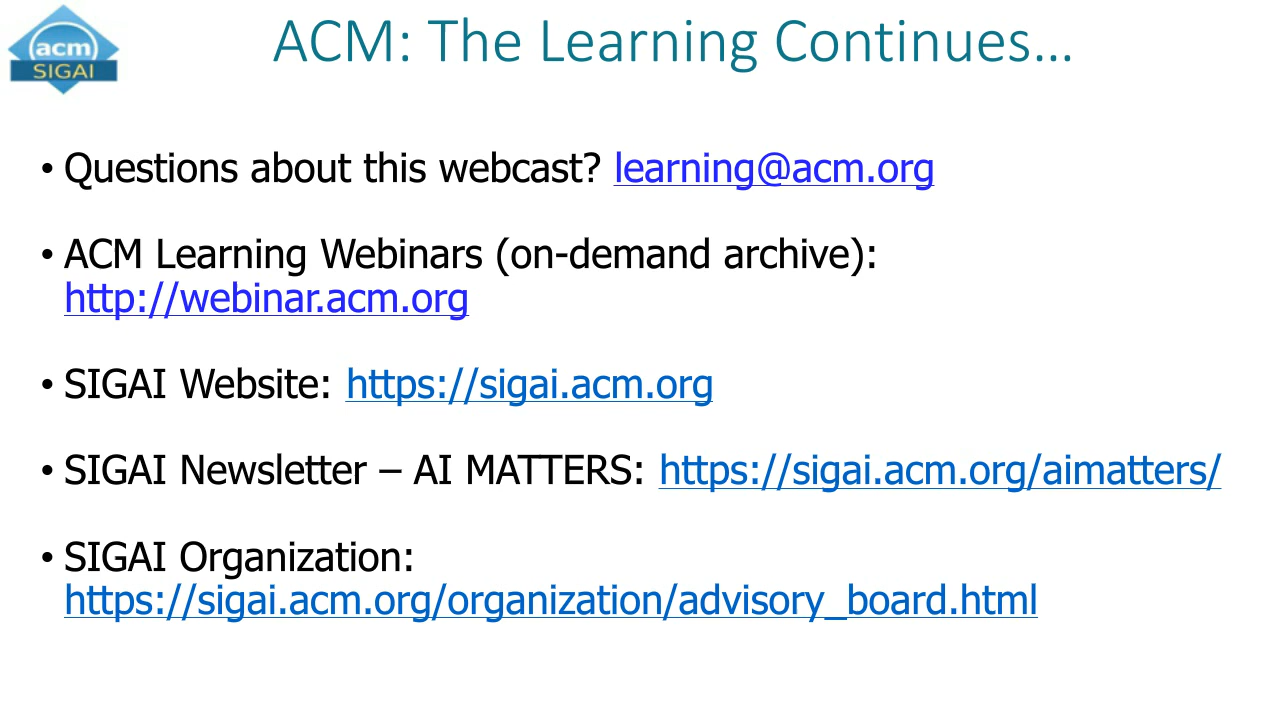 acm
SIGAI
ACM: The Learning Continues…
• Questions about this webcast? learning@acm.org
• ACM Learning Webinars (on-demand archive):
http://webinar.acm.org
• SIGAI Website: https://sigai.acm.org
• SIGAI Newsletter – AI MATTERS: https://sigai.acm.org/aimatters/
• SIGAI Organization:
https://sigai.acm.org/organization/advisory_board.html